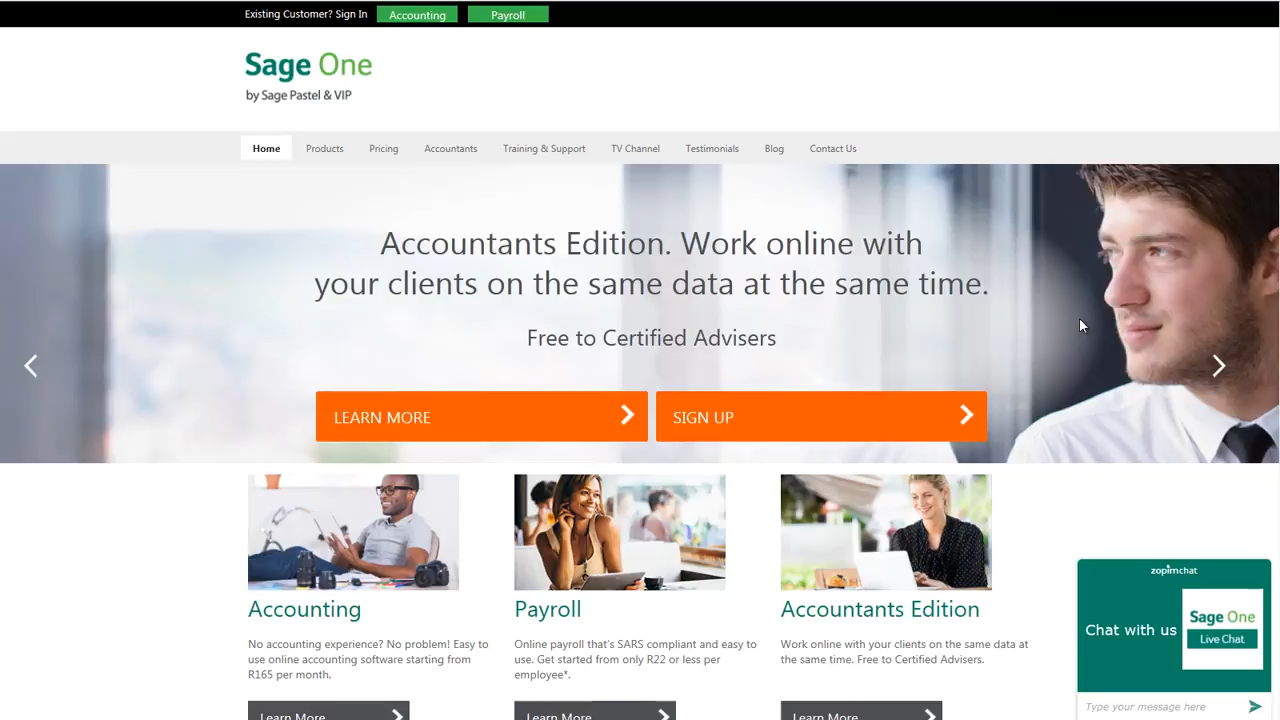 Existing Customer? Sign In Accounting Payroll
Sage One
by Sage Pastel & VIP
Home Products Pricing Accountants Training & Support TV Channel Testimonials Blog Contact Us
Accountants Edition. Work online with
your clients on the same data at the same time.
Free to Certified Advisers
LEARN MORE SIGN UP
Accounting
No accounting experience? No problem! Easy to
use online accounting software starting from
R165 per month.
Learn More
Payroll
Online payroll that's SARS compliant and easy to
use. Get started from only R22 or less per
employee*.
Learn More
Accountants Edition
Work online with your clients on the same data at
the same time. Free to Certified Advisers.
Learn More
zopimchat
Chat with us
Sage One
Live Chat
Type your message here